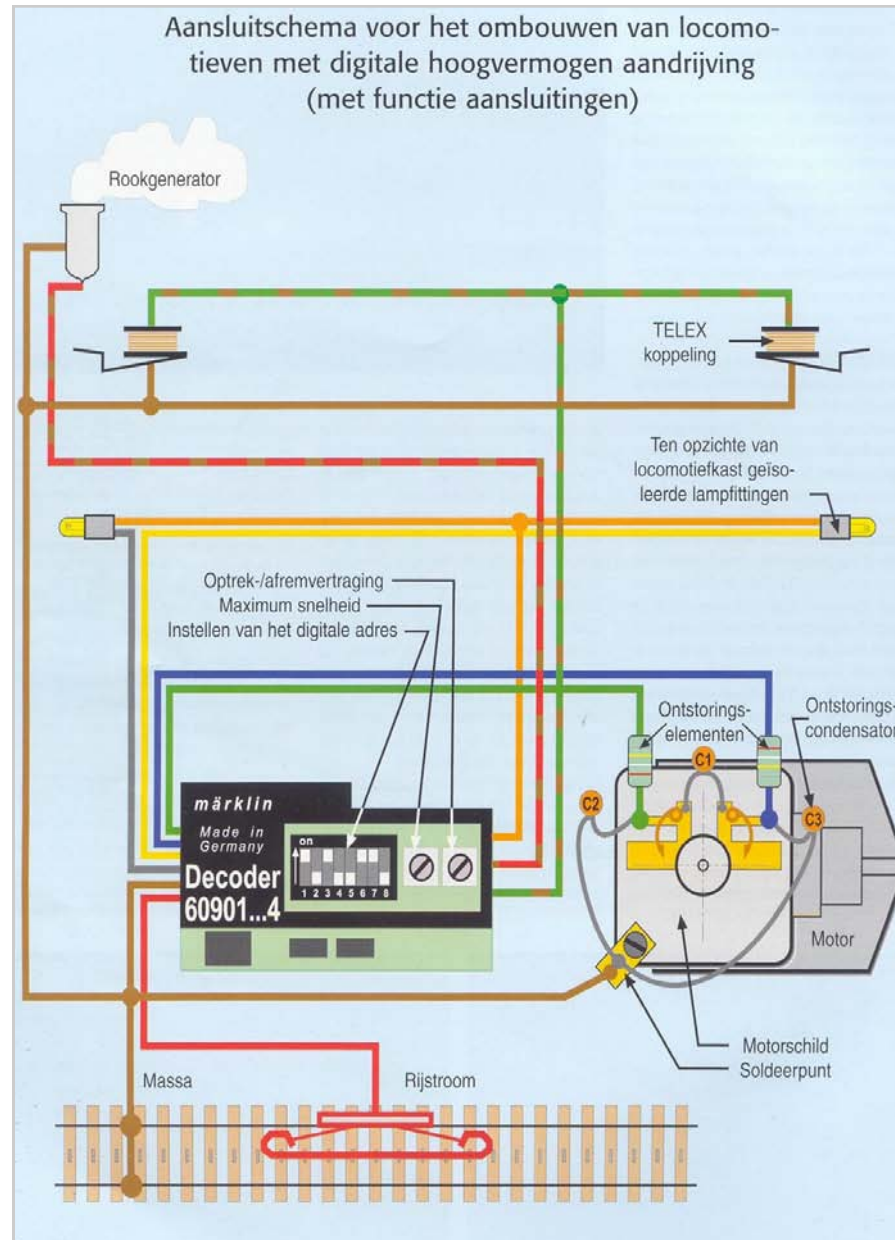 Aansluitschema voor het ombouwen van locomo-
tieven met digitale hoogvermogen aandrijving
(met functie aansluitingen)
Rookgenerator
TELEX
koppeling
Ten opzichte van
locomotiefkast geïso-
leerde lampfittingen
Optrek-/afremvertraging
Maximum snelheid
Instellen van het digitale adres
Ontstorings-
elementen
Ontstorings-
condensator
C1
C2
C3
märklin
Made in
Germany
Decoder
60901...4
on
1 2 3 4 5 6 7 8
Motor
Motorschild
Soldeerpunt
Massa
Rijstroom